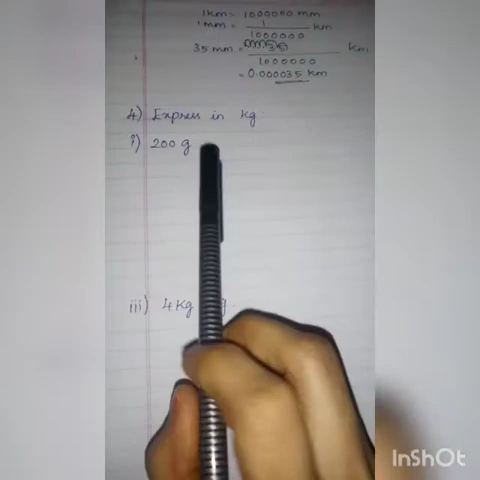 1km = 1000000 mm
1mm = 1/1000000 km
35 mm = 35/1000000 km
= 0.000035 km
4) Express in kg.
i) 200 g
iii) 4 kg g.
InShOt